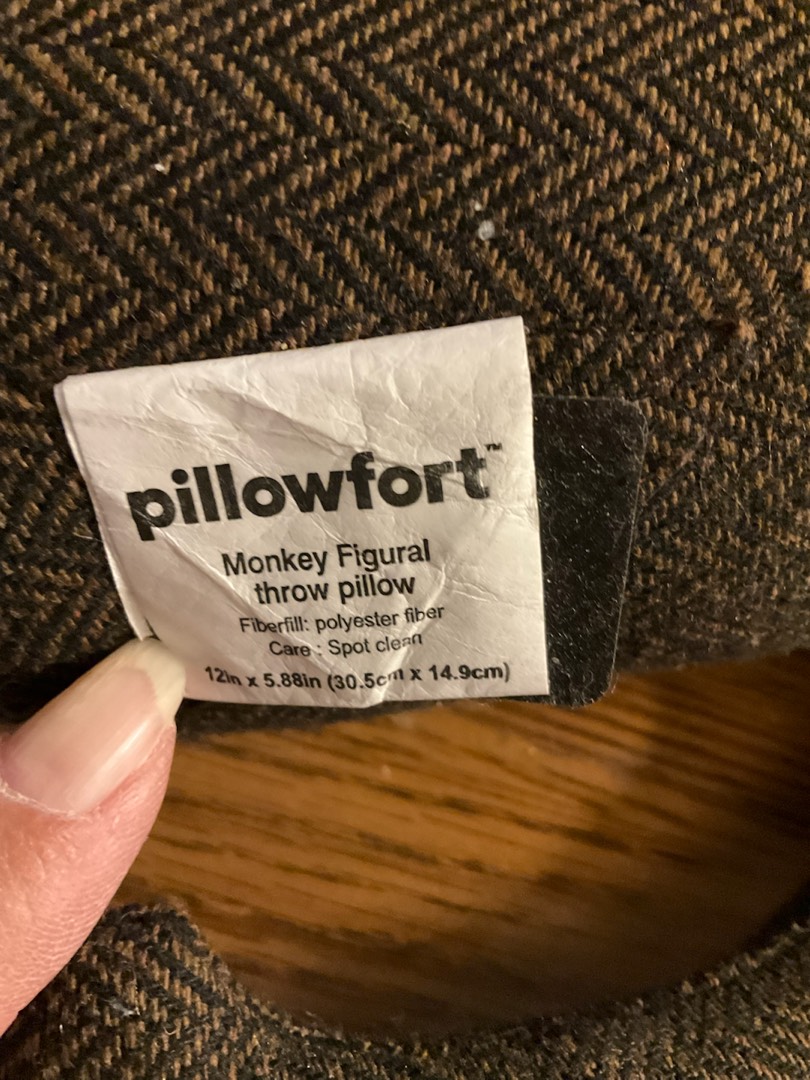 pillowfort™
Monkey Figural
throw pillow
Fiberfill: polyester fiber
Care : Spot clean
12in x 5.88in (30.5cm x 14.9cm)